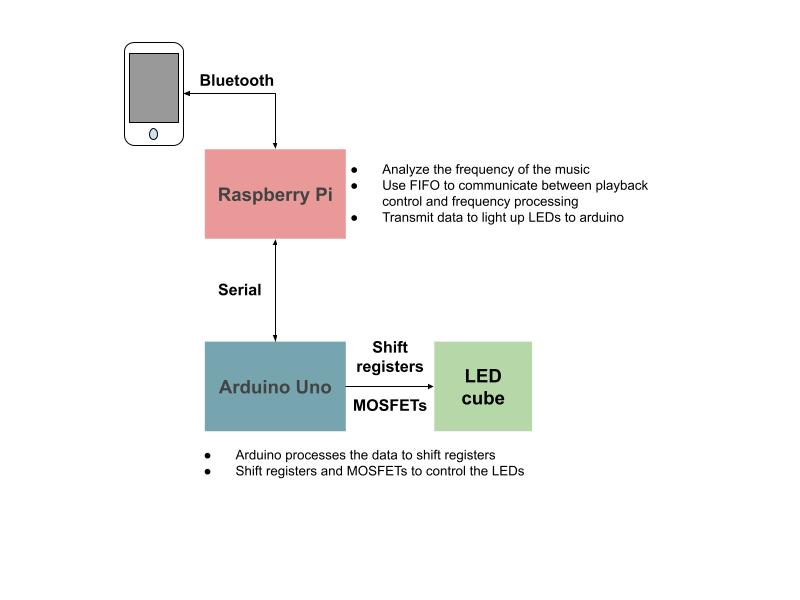 Bluetooth
Raspberry Pi
● Analyze the frequency of the music
● Use FIFO to communicate between playback
control and frequency processing
● Transmit data to light up LEDs to arduino
Serial
Arduino Uno
Shift
registers
MOSFETs
LED
cube
● Arduino processes the data to shift registers
● Shift registers and MOSFETs to control the LEDs